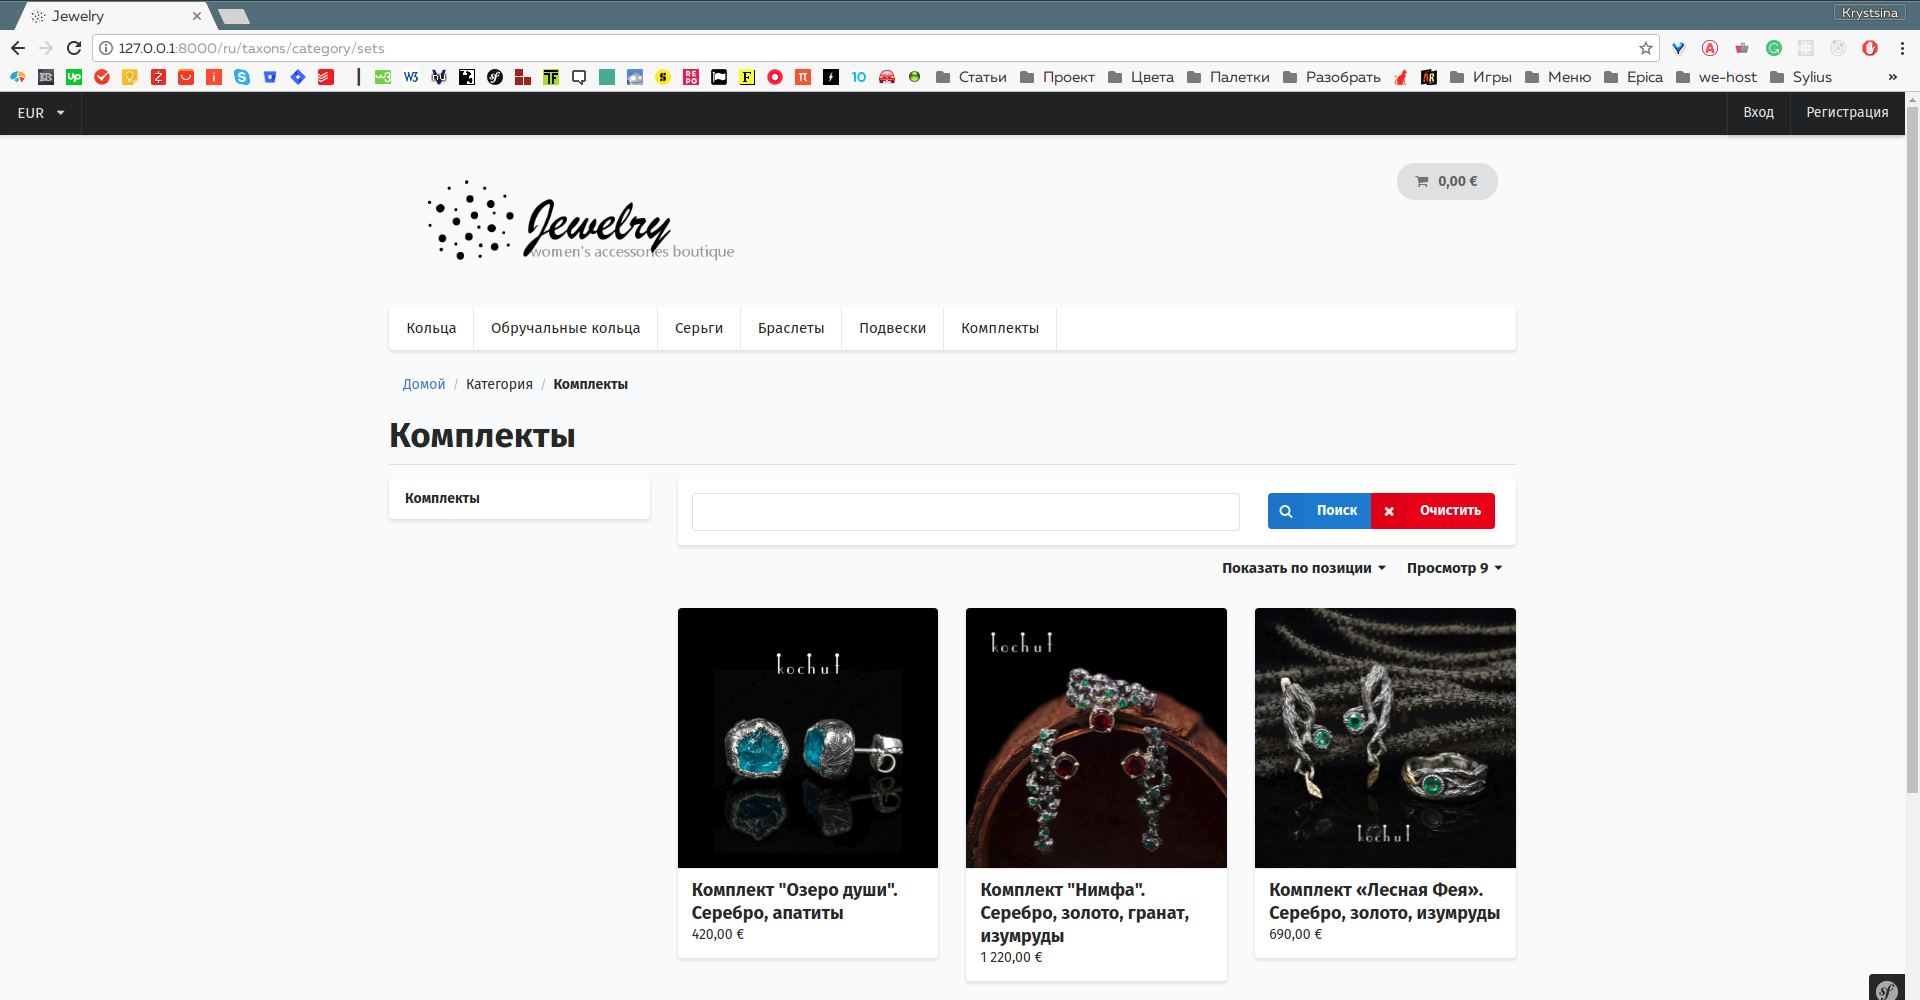 Jewelry
Krystsina
127.0.0.1:8000/ru/taxons/category/sets
Статьи Проект Цвета Палетки Разобрать Игры Меню Epica we-host Sylius »
EUR
Вход Регистрация
0,00 €
Jewelry
women's accessories boutique
Кольца Обручальные кольца Серьги Браслеты Подвески Комплекты
Домой / Категория / Комплекты
Комплекты
Комплекты
Поиск Очистить
Показать по позиции Просмотр 9
kochut
kochut
kochut
Комплект "Озеро души".
Серебро, апатиты
420,00 €
Комплект "Нимфа".
Серебро, золото, гранат,
изумруды
1 220,00 €
Комплект «Лесная Фея».
Серебро, золото, изумруды
690,00 €